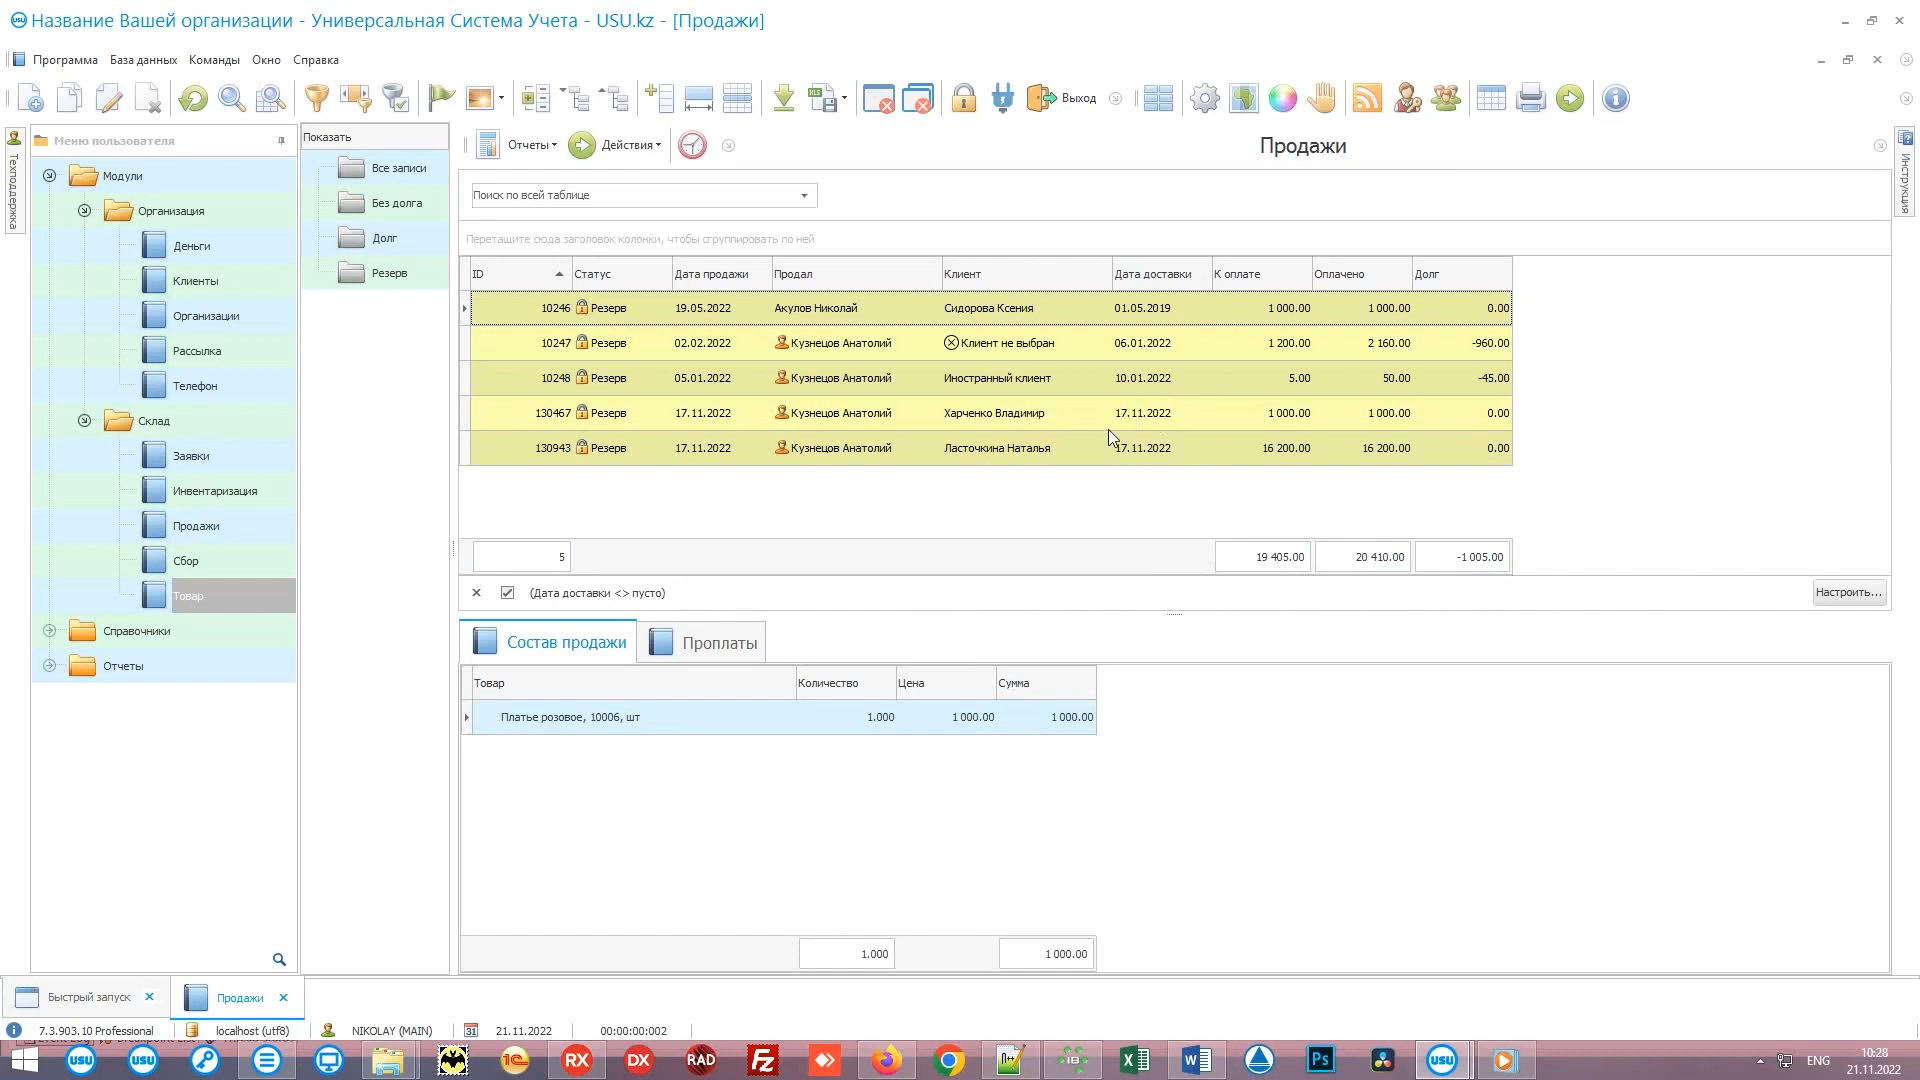 Название Вашей организации - Универсальная Система Учета - USU.kz - [Продажи]
Программа База данных Команды Окно Справка
Выход
Техподдержка
Меню пользователя
Модули
Организация
Деньги
Клиенты
Организации
Рассылка
Телефон
Склад
Заявки
Инвентаризация
Продажи
Сбор
Товар
Справочники
Отчеты
Показать
Все записи
Без долга
Долг
Резерв
Отчеты Действия
Продажи
Инструкция
Поиск по всей таблице
Перетащите сюда заголовок колонки, чтобы сгруппировать по ней
ID Статус Дата продажи Продал Клиент Дата доставки К оплате Оплачено Долг
10246 Резерв 19.05.2022 Акулов Николай Сидорова Ксения 01.05.2019 1 000.00 1 000.00 0.00
10247 Резерв 02.02.2022 Кузнецов Анатолий Клиент не выбран 06.01.2022 1 200.00 2 160.00 -960.00
10248 Резерв 05.01.2022 Кузнецов Анатолий Иностранный клиент 10.01.2022 5.00 50.00 -45.00
130467 Резерв 17.11.2022 Кузнецов Анатолий Харченко Владимир 17.11.2022 1 000.00 1 000.00 0.00
130943 Резерв 17.11.2022 Кузнецов Анатолий Ласточкина Наталья 17.11.2022 16 200.00 16 200.00 0.00
5 19 405.00 20 410.00 -1 005.00
(Дата доставки <> пусто) Настроить...
Состав продажи Проплаты
Товар Количество Цена Сумма
Платье розовое, 10006, шт 1.000 1 000.00 1 000.00
1.000 1 000.00
Быстрый запуск Продажи
7.3.903.10 Professional localhost (utf8) NIKOLAY (MAIN) 31 21.11.2022 00:00:00:002
USU USU 1C RX DX RAD FZ Ps USU ENG 10:28
21.11.2022